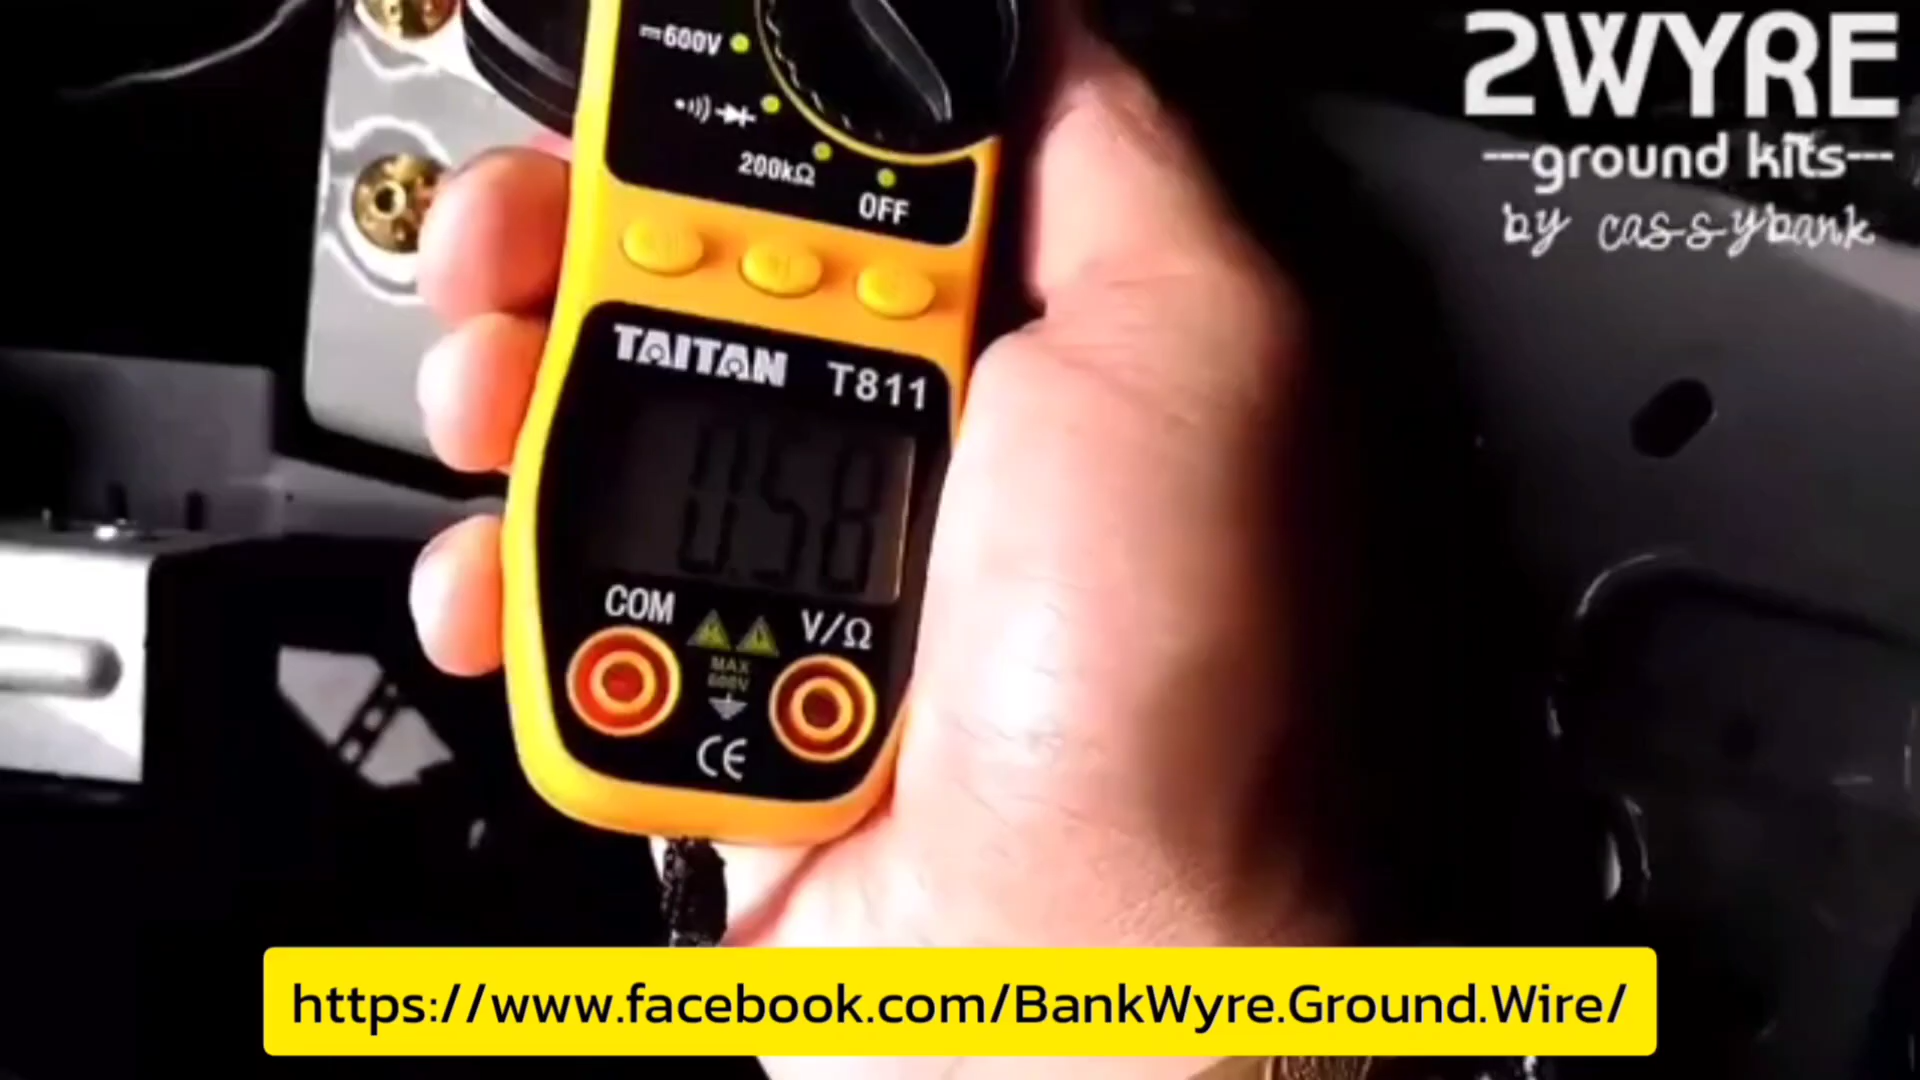 2WYRE
---ground kits---
by cassybank
600V
200kΩ
OFF
TAITAN T811
0.58
COM V/Ω
MAX
600V
CE
https://www.facebook.com/BankWyre.Ground.Wire/